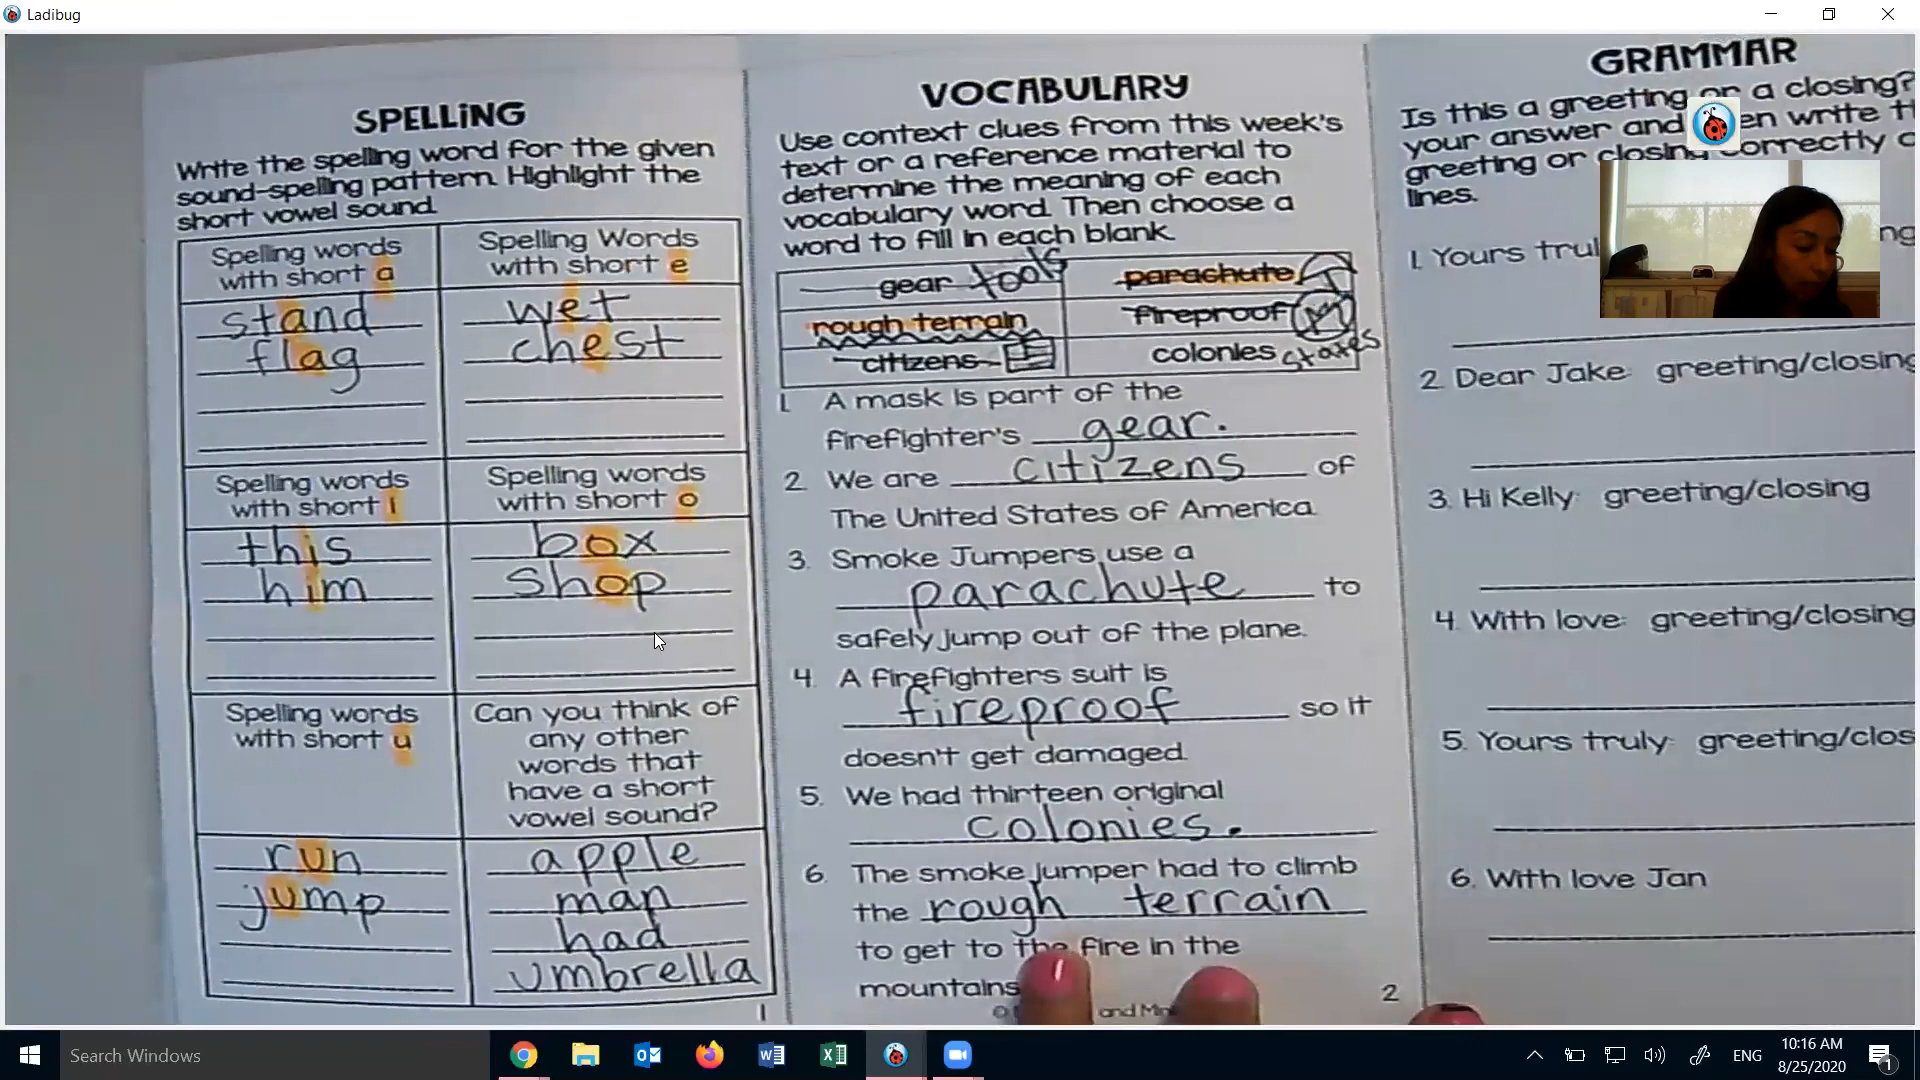 Ladibug
SPELLING
Write the spelling word for the given
sound-spelling pattern. Highlight the
short vowel sound.
Spelling words
with short a
Spelling Words
with short e
stand
flag
wet
chest
Spelling words
with short i
Spelling words
with short o
this
him
box
shop
Spelling words
with short u
Can you think of
any other
words that
have a short
vowel sound?
run
jump
apple
man
had
umbrella
1
VOCABULARY
Use context clues from this week's
text or a reference material to
determine the meaning of each
vocabulary word. Then choose a
word to fill in each blank.
gear tools
parachute
rough terrain
fireproof
citizens
colonies states
1. A mask is part of the
firefighter's gear.
2. We are citizens of
The United States of America.
3. Smoke Jumpers use a
parachute to
safely jump out of the plane.
4. A firefighters suit is
fireproof so it
doesn't get damaged.
5. We had thirteen original
colonies.
6. The smoke jumper had to climb
the rough terrain
to get to the fire in the
mountains
and
2
GRAMMAR
Is this a greeting or a closing?
your answer and
greeting or closing correctly
lines.
1. Yours
2. Dear Jake: greeting/closing
3. Hi Kelly: greeting/closing
4. With love: greeting/closing
5. Yours truly: greeting/clos
6. With love Jan
Search Windows
ENG
10:16 AM
8/25/2020
1